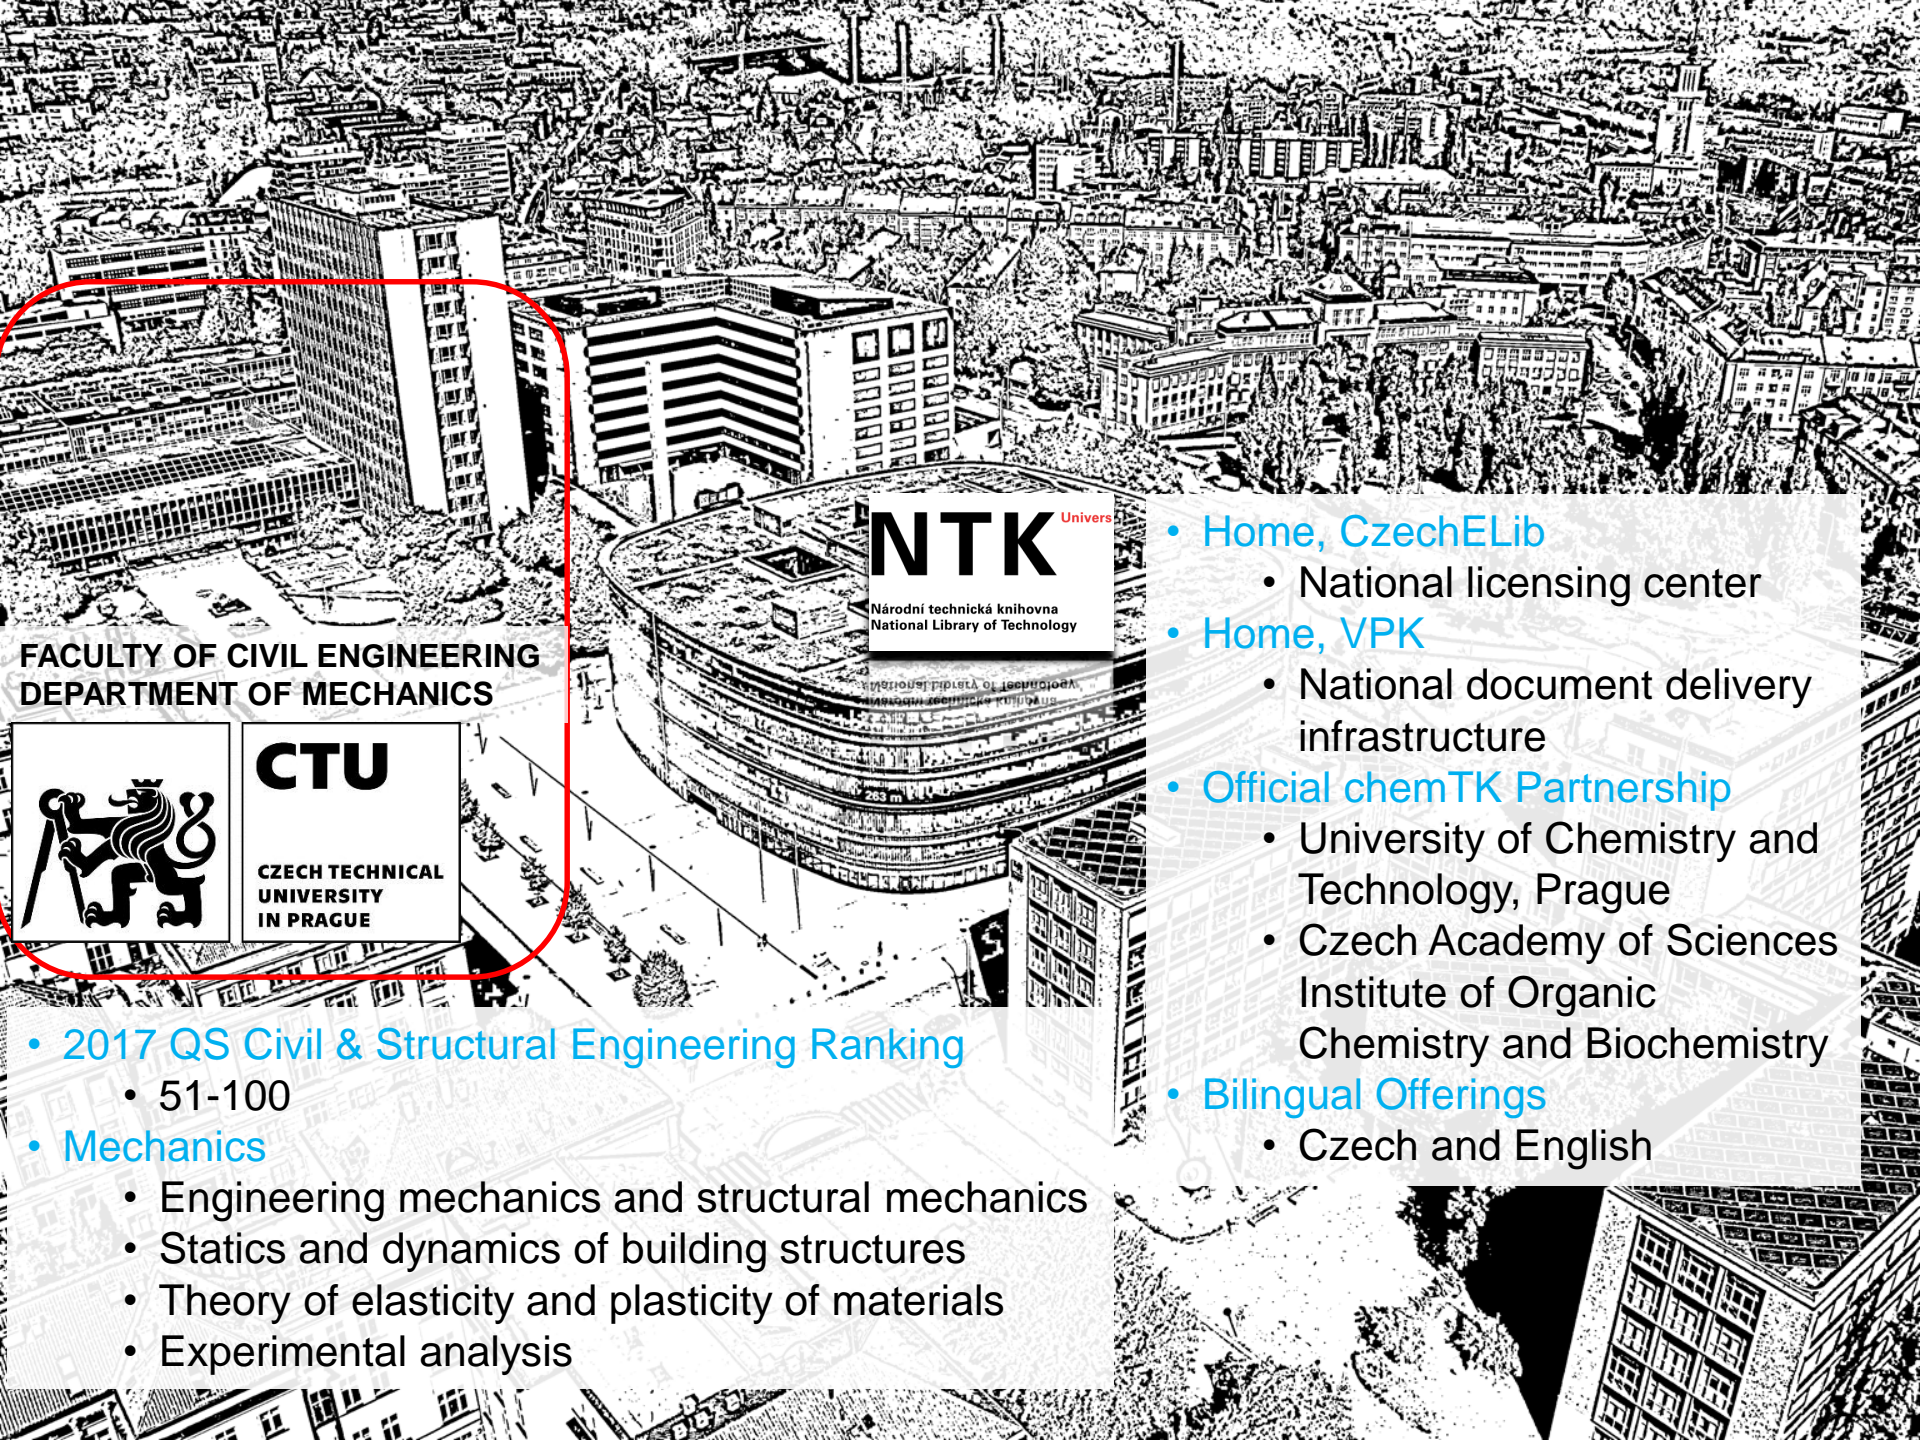 FACULTY OF CIVIL ENGINEERING
DEPARTMENT OF MECHANICS
CTU
CZECH TECHNICAL
UNIVERSITY
IN PRAGUE
• 2017 QS Civil & Structural Engineering Ranking
• 51-100
• Mechanics
• Engineering mechanics and structural mechanics
• Statics and dynamics of building structures
• Theory of elasticity and plasticity of materials
• Experimental analysis
NTK
Univers
Národní technická knihovna
National Library of Technology
263 m
• Home, CzechELib
• National licensing center
• Home, VPK
• National document delivery
infrastructure
• Official chemTK Partnership
• University of Chemistry and
Technology, Prague
• Czech Academy of Sciences
Institute of Organic
Chemistry and Biochemistry
• Bilingual Offerings
• Czech and English